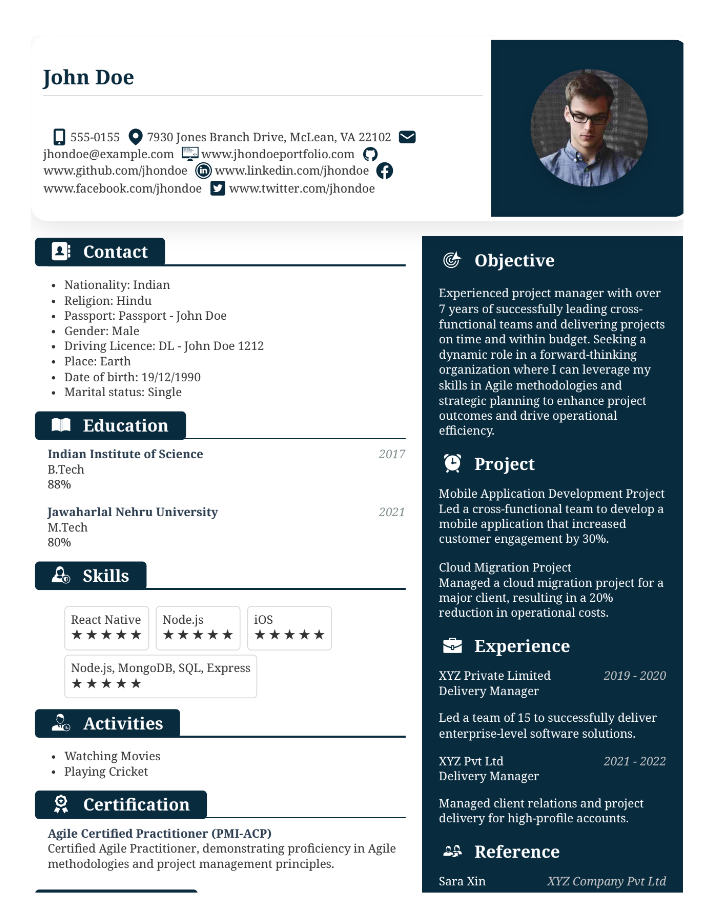 John Doe
555-0155 7930 Jones Branch Drive, McLean, VA 22102
jhondoe@example.com www.jhondoeportfolio.com
www.github.com/jhondoe www.linkedin.com/jhondoe
www.facebook.com/jhondoe www.twitter.com/jhondoe
Contact
• Nationality: Indian
• Religion: Hindu
• Passport: Passport - John Doe
• Gender: Male
• Driving Licence: DL - John Doe 1212
• Place: Earth
• Date of birth: 19/12/1990
• Marital status: Single
Education
Indian Institute of Science 2017
B.Tech
88%
Jawaharlal Nehru University 2021
M.Tech
80%
Skills
React Native Node.js iOS
★★★★★ ★★★★★ ★★★★★
Node.js, MongoDB, SQL, Express
★★★★★
Activities
• Watching Movies
• Playing Cricket
Certification
Agile Certified Practitioner (PMI-ACP)
Certified Agile Practitioner, demonstrating proficiency in Agile
methodologies and project management principles.
Objective
Experienced project manager with over
7 years of successfully leading cross-
functional teams and delivering projects
on time and within budget. Seeking a
dynamic role in a forward-thinking
organization where I can leverage my
skills in Agile methodologies and
strategic planning to enhance project
outcomes and drive operational
efficiency.
Project
Mobile Application Development Project
Led a cross-functional team to develop a
mobile application that increased
customer engagement by 30%.
Cloud Migration Project
Managed a cloud migration project for a
major client, resulting in a 20%
reduction in operational costs.
Experience
XYZ Private Limited 2019 - 2020
Delivery Manager
Led a team of 15 to successfully deliver
enterprise-level software solutions.
XYZ Pvt Ltd 2021 - 2022
Delivery Manager
Managed client relations and project
delivery for high-profile accounts.
Reference
Sara Xin XYZ Company Pvt Ltd